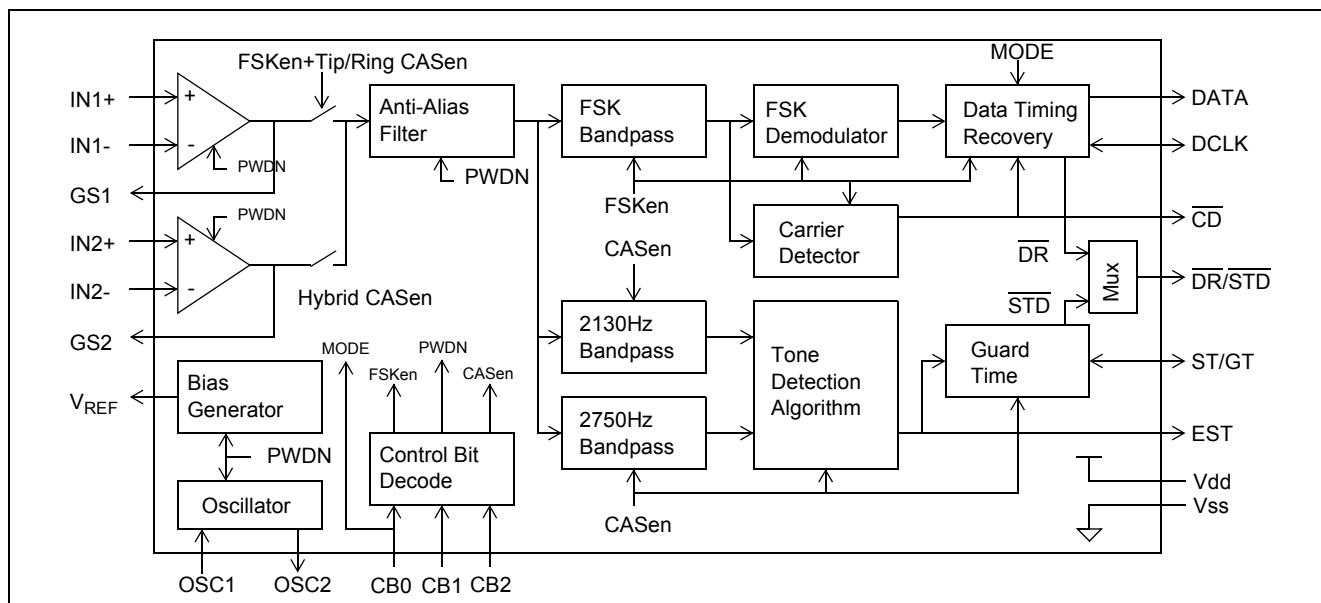 FSKen+Tip/Ring CASen
MODE
IN1+
+
Anti-Alias
Filter
FSK
Bandpass
FSK
Demodulator
Data Timing
Recovery
DATA
IN1-
-
DCLK
PWDN
PWDN
GS1
FSKen
PWDN
Carrier
Detector
CD
IN2+
+
CASen
DR
Mux
DR/STD
IN2-
-
Hybrid CASen
STD
GS2
2130Hz
Bandpass
Tone
Detection
Algorithm
Guard
Time
ST/GT
MODE
PWDN
FSKen
CASen
Bias
Generator
VREF
2750Hz
Bandpass
EST
Control Bit
Decode
PWDN
Vdd
Oscillator
Vss
CASen
OSC1
OSC2
CB0
CB1
CB2